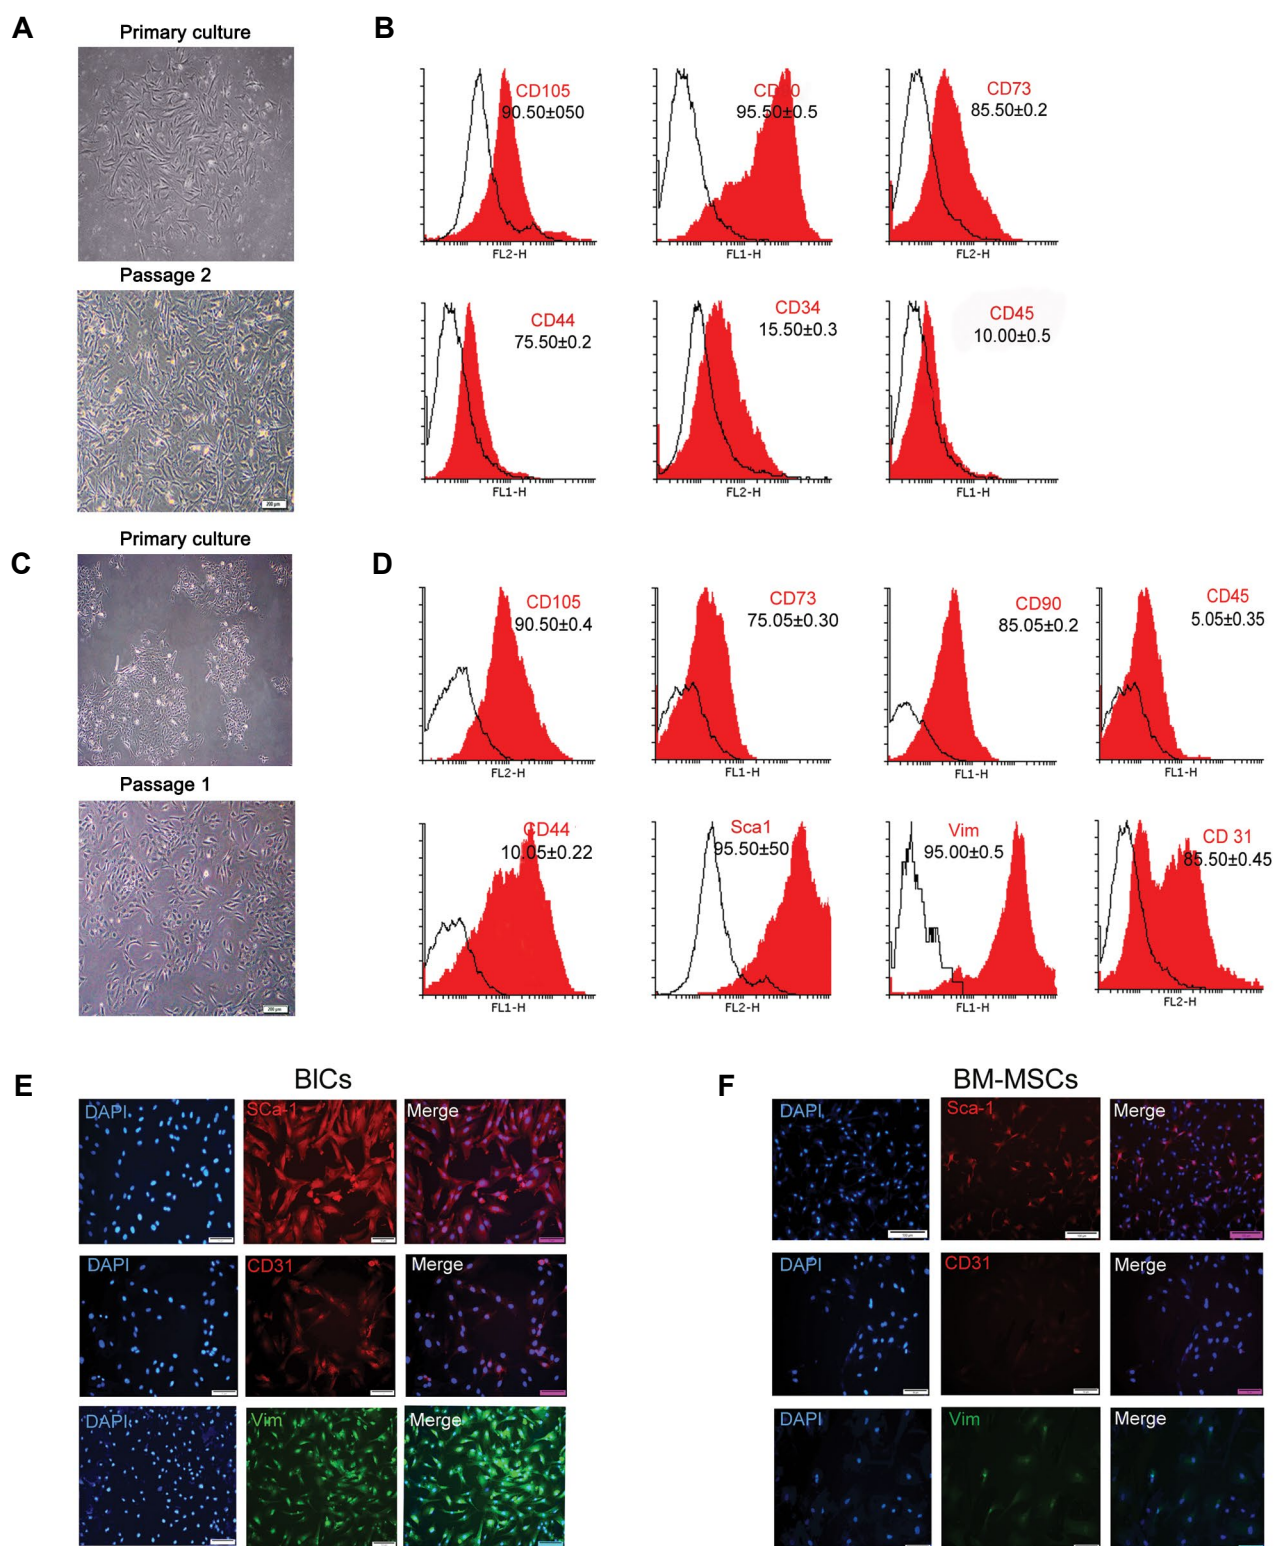 A
Primary culture
Passage 2
B
CD105
90.50±050
FL2-H
95.50±0.5
FL1-H
CD73
85.50±0.2
FL2-H
CD44
75.50±0.2
FL1-H
CD34
15.50±0.3
FL2-H
CD45
10.00±0.5
FL1-H
200 µm
C
Primary culture
Passage 1
200 µm
D
CD105
90.50±0.4
FL2-H
CD73
75.05±0.30
FL1-H
CD90
85.05±0.2
FL1-H
CD45
5.05±0.35
FL1-H
CD44
10.05±0.22
FL1-H
Sca1
95.50±50
FL2-H
Vim
95.00±0.5
FL1-H
CD 31
85.50±0.45
FL2-H
E
BICs
DAPI
SCa-1
Merge
DAPI
CD31
Merge
DAPI
Vim
Merge
F
BM-MSCs
DAPI
Sca-1
Merge
DAPI
CD31
Merge
DAPI
Vim
Merge